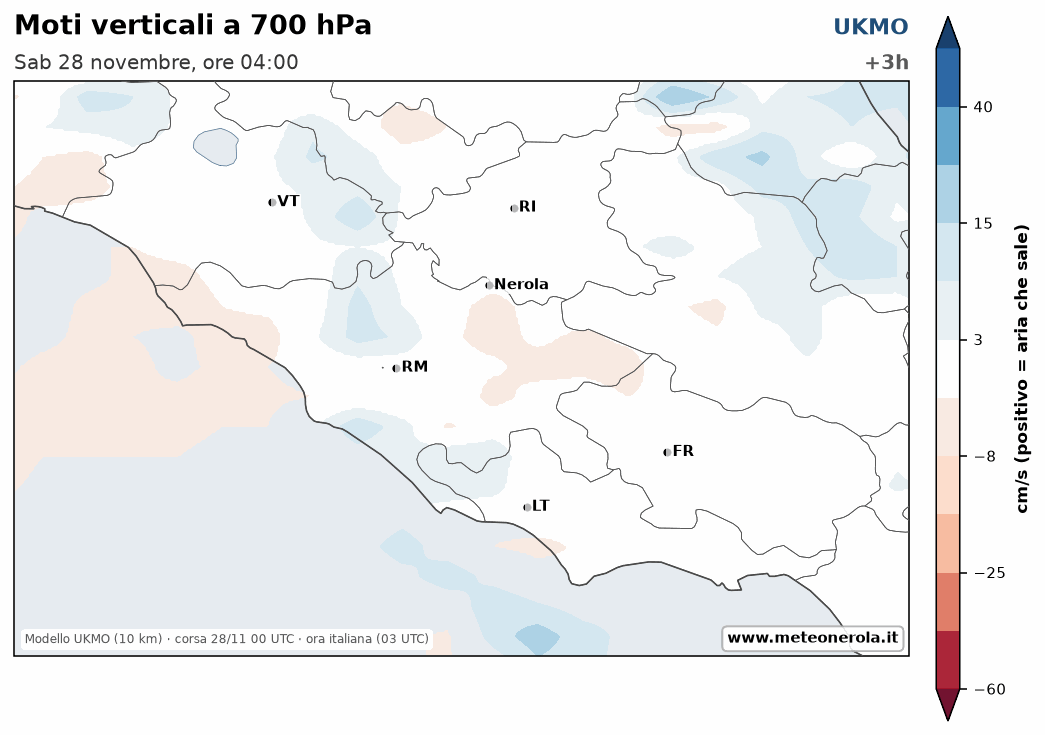 Moti verticali a 700 hPa
UKMO
Sab 28 novembre, ore 04:00
+3h
VT
RI
Nerola
RM
FR
LT
40
15
3
−8
−25
−60
cm/s (positivo = aria che sale)
Modello UKMO (10 km) · corsa 28/11 00 UTC · ora italiana (03 UTC)
www.meteonerola.it